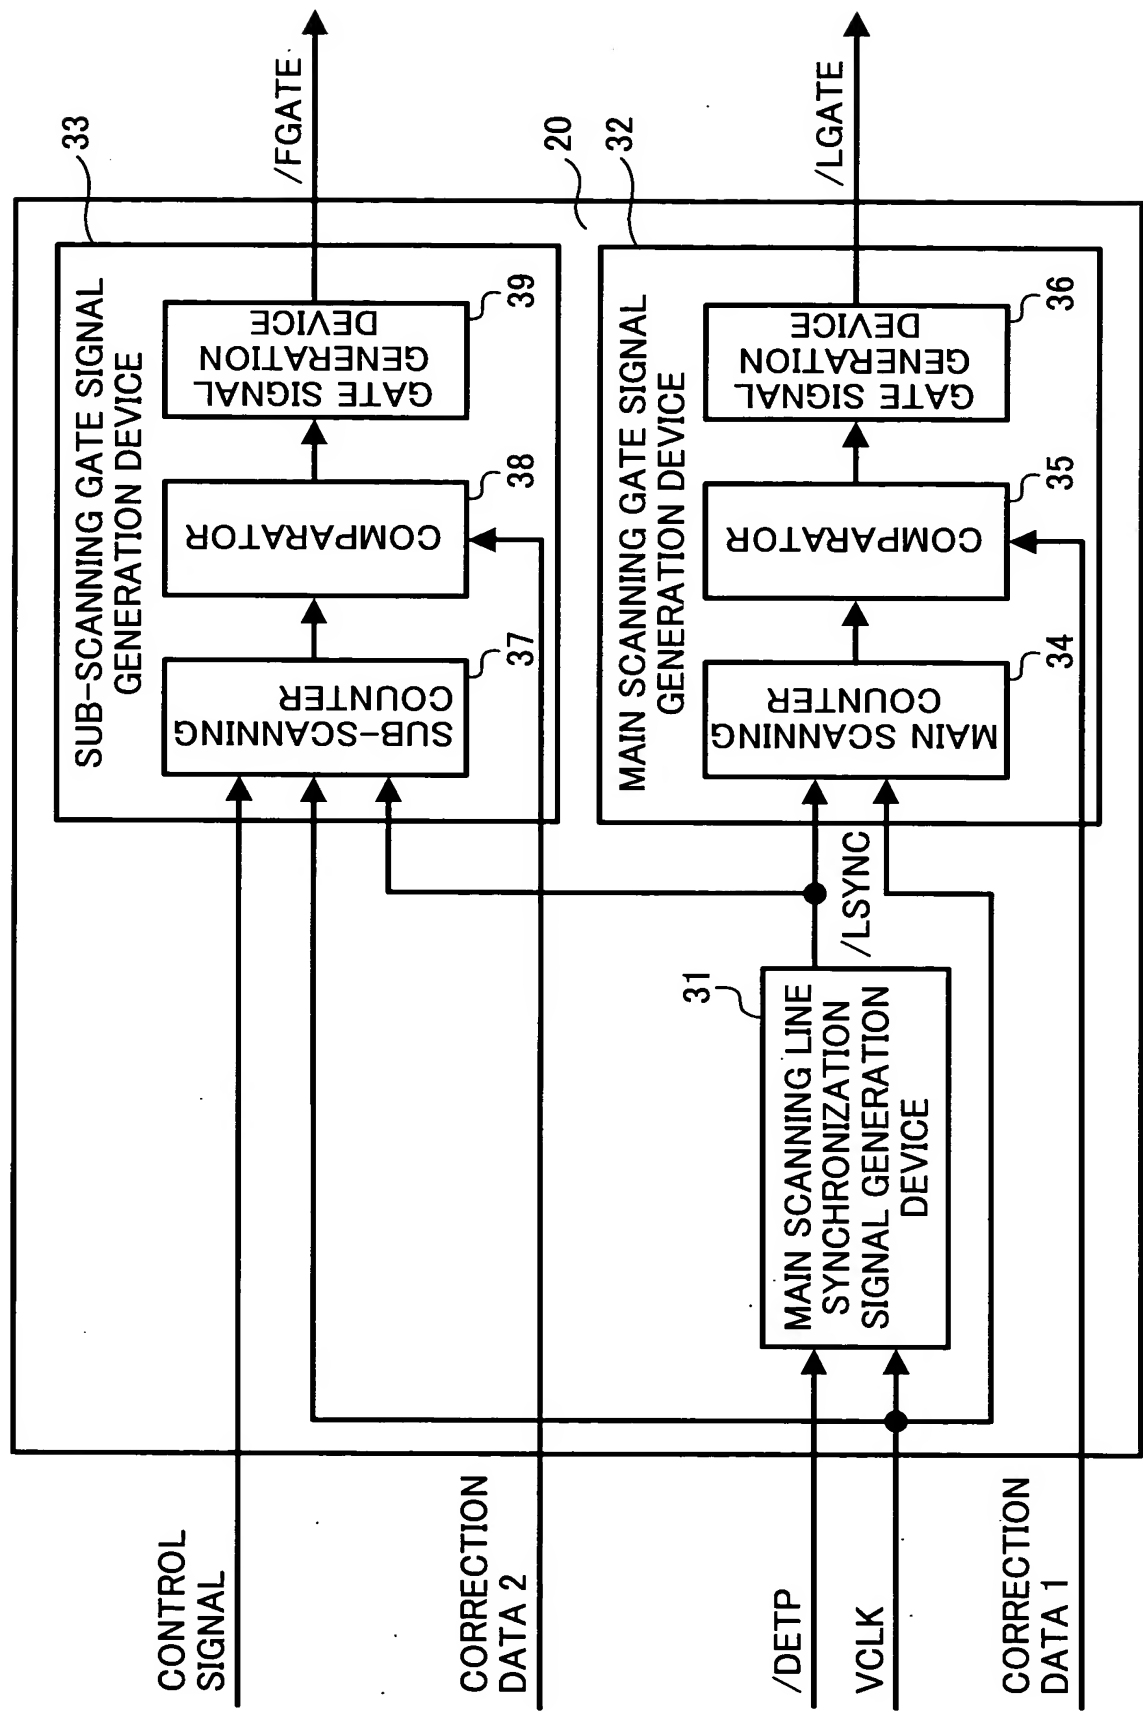 CONTROL
SIGNAL
CORRECTION
DATA 2
/DETP
VCLK
CORRECTION
DATA 1
33
SUB-SCANNING GATE SIGNAL
GENERATION DEVICE
SUB-SCANNING
COUNTER
37
COMPARATOR
38
GATE SIGNAL
GENERATION
DEVICE
39
/FGATE
20
31
MAIN SCANNING LINE
SYNCHRONIZATION
SIGNAL GENERATION
DEVICE
/LSYNC
32
MAIN SCANNING GATE SIGNAL
GENERATION DEVICE
MAIN SCANNING
COUNTER
34
COMPARATOR
35
GATE SIGNAL
GENERATION
DEVICE
36
/LGATE